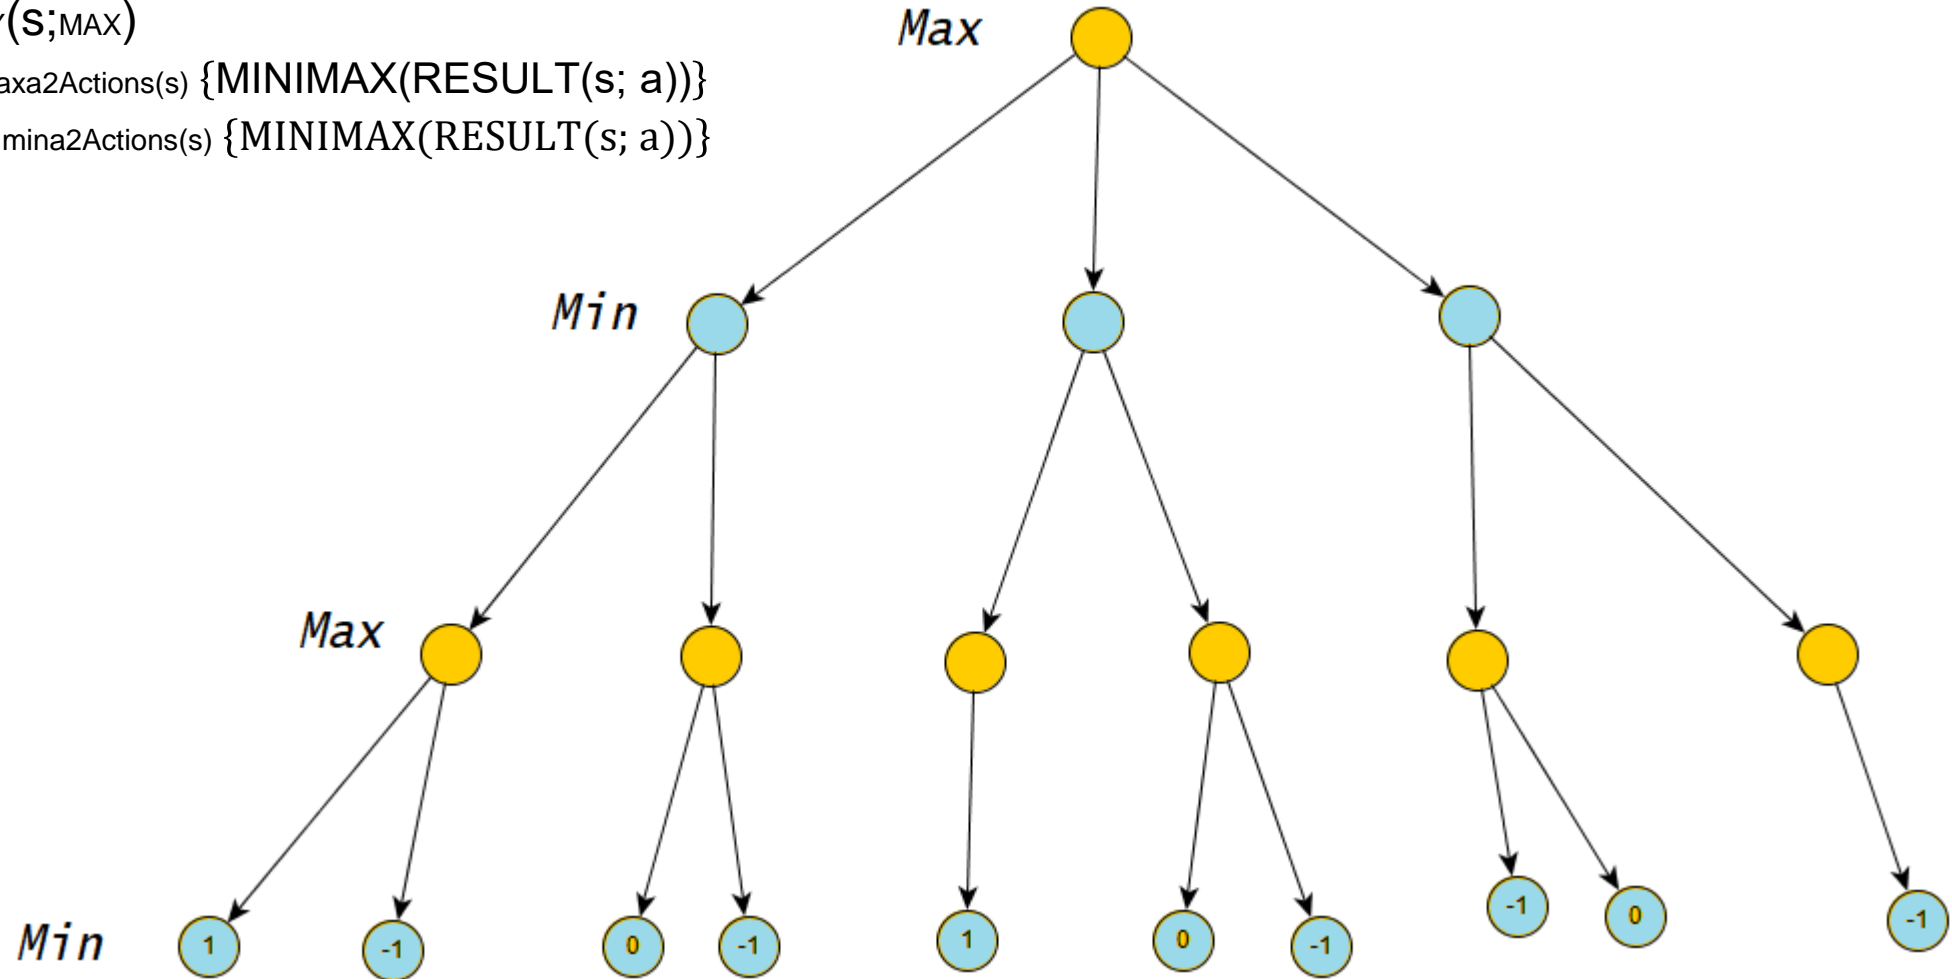 (s;MAX)
axa2Actions(s) {MINIMAX(RESULT(s; a))}
mina2Actions(s) {MINIMAX(RESULT(s; a))}
Max
Min
Max
Min
1 -1 0 -1 1 0 -1 -1 0 -1